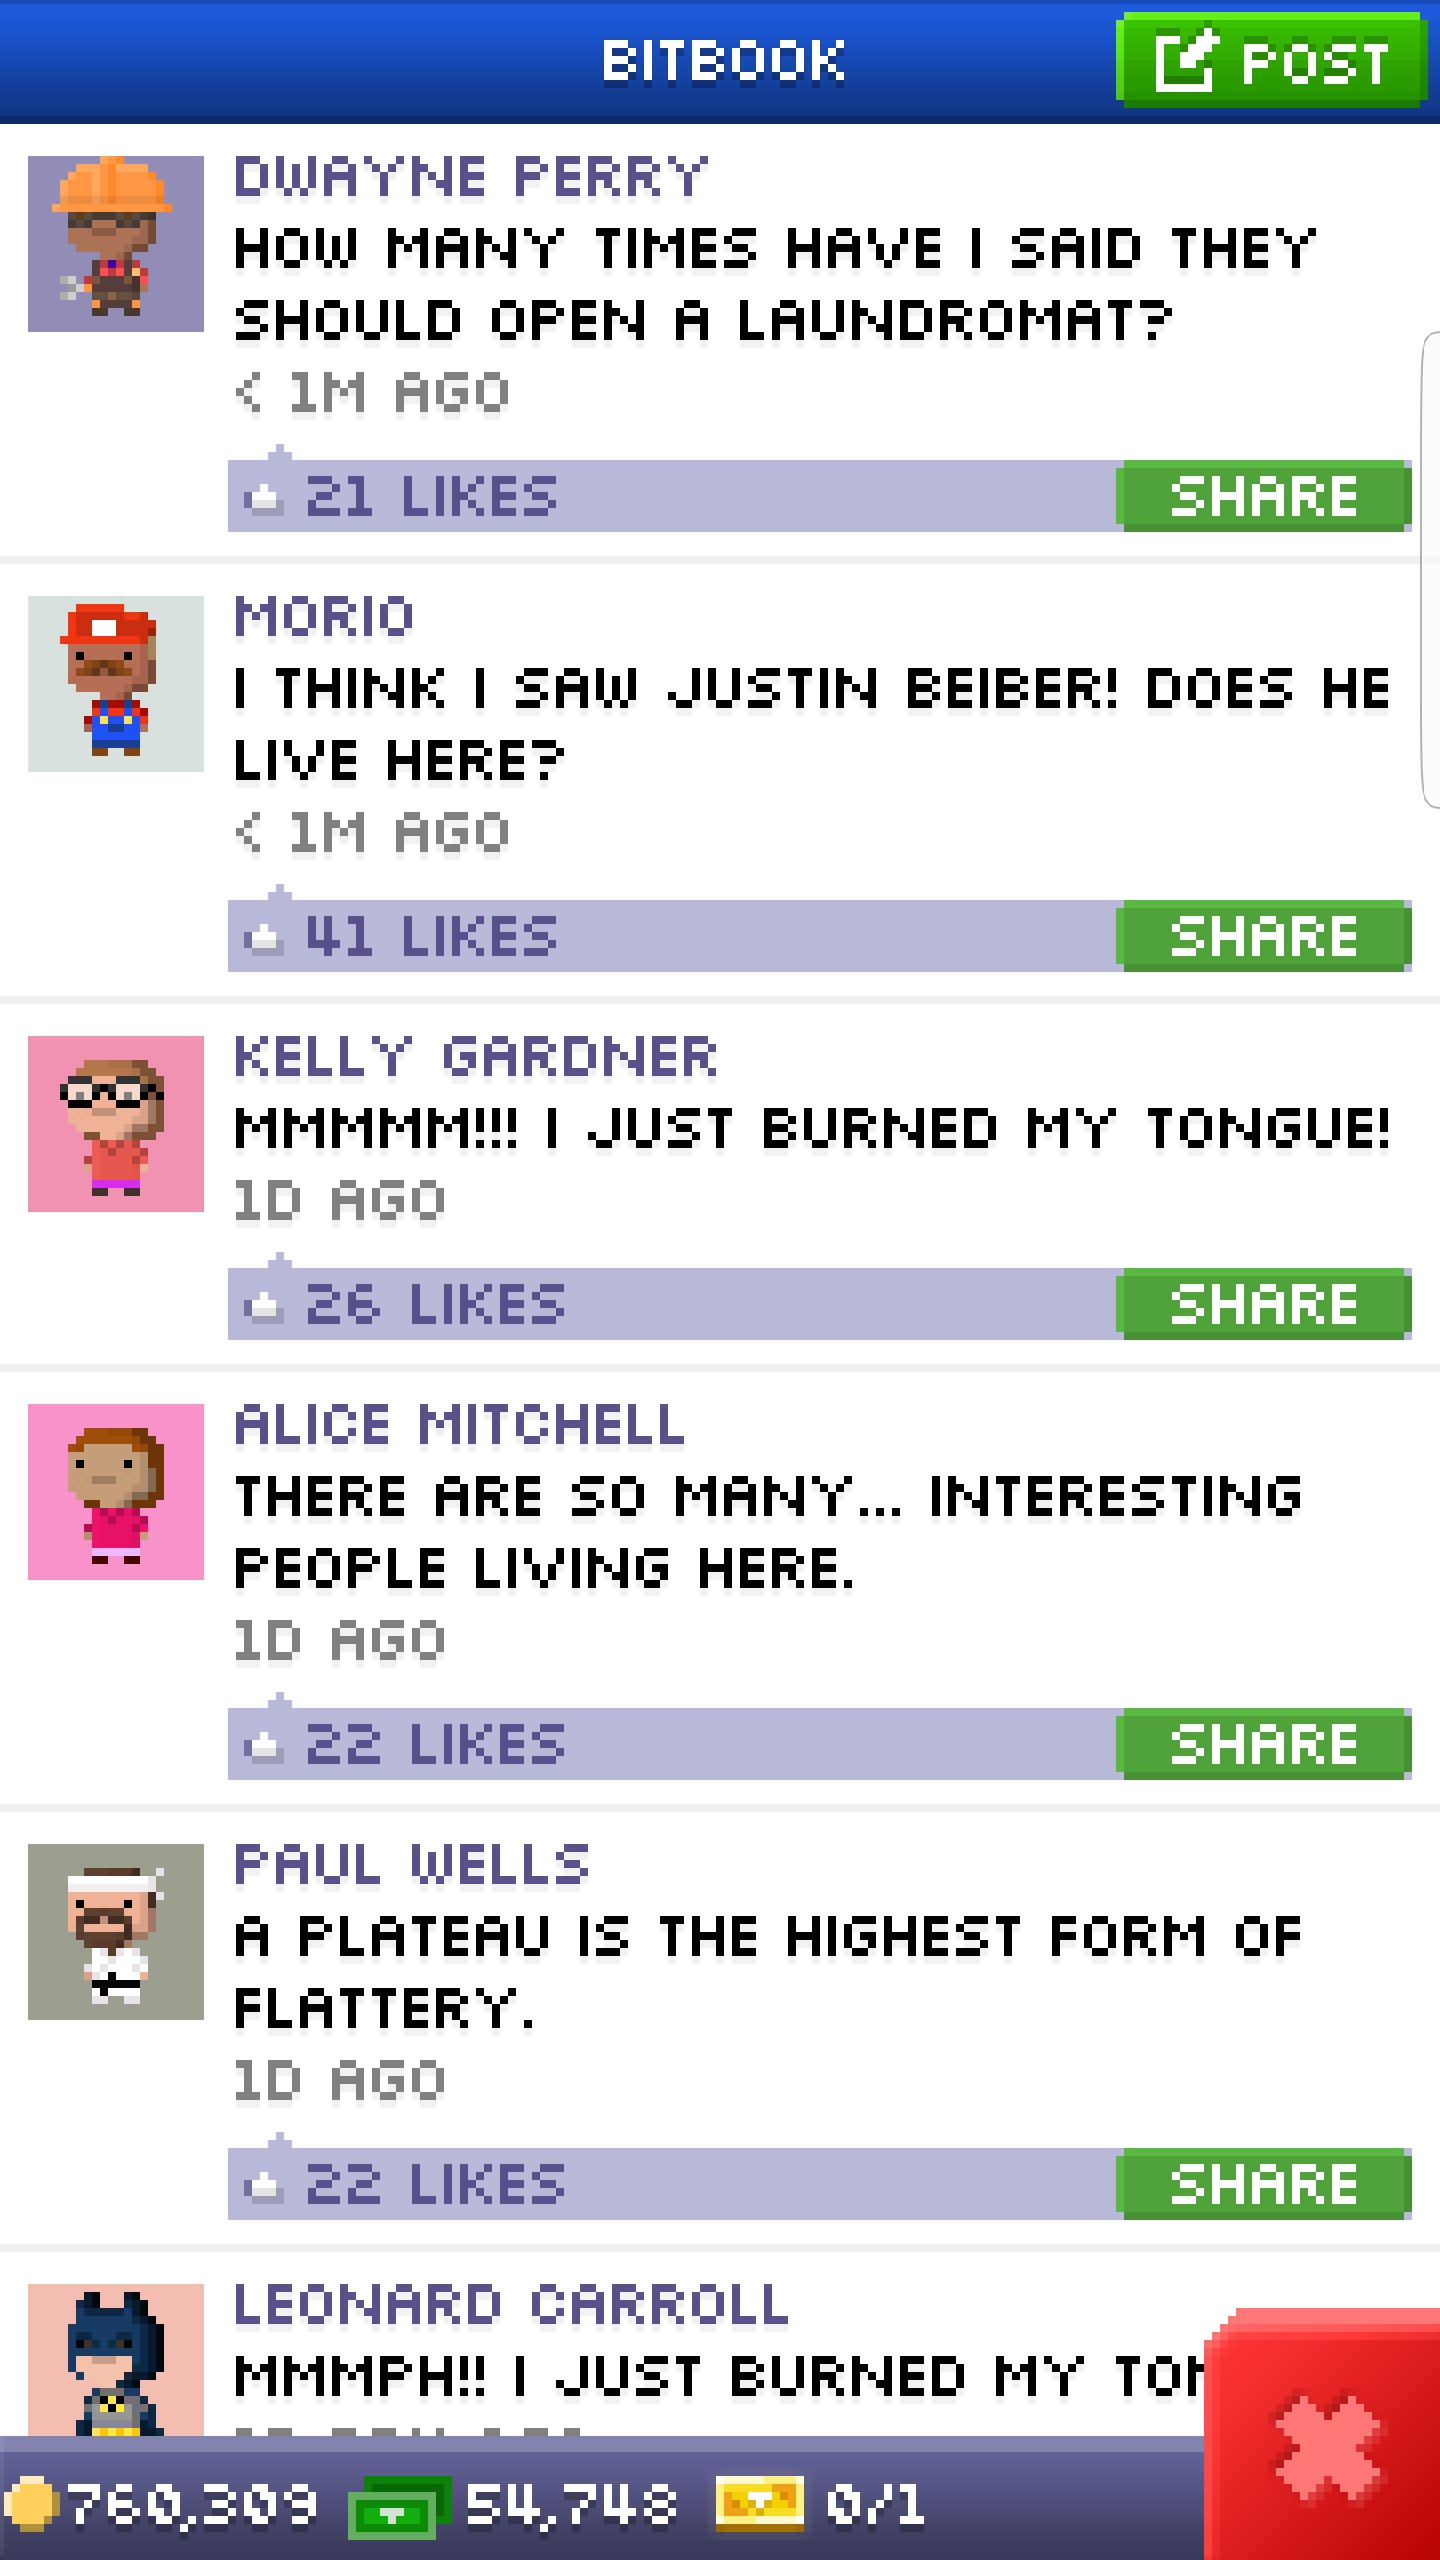 BITBOOK
POST
DWAYNE PERRY
HOW MANY TIMES HAVE I SAID THEY
SHOULD OPEN A LAUNDROMAT?
< 1M AGO
21 LIKES
SHARE
MORIO
I THINK I SAW JUSTIN BEIBER! DOES HE
LIVE HERE?
< 1M AGO
41 LIKES
SHARE
KELLY GARDNER
MMMMM!!! I JUST BURNED MY TONGUE!
1D AGO
26 LIKES
SHARE
ALICE MITCHELL
THERE ARE SO MANY... INTERESTING
PEOPLE LIVING HERE.
1D AGO
22 LIKES
SHARE
PAUL WELLS
A PLATEAU IS THE HIGHEST FORM OF
FLATTERY.
1D AGO
22 LIKES
SHARE
LEONARD CARROLL
MMMPH!! I JUST BURNED MY
760,309
54,748
0/1